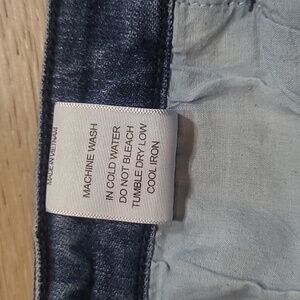 MADE IN VIETNAM
MACHINE WASH
IN COLD WATER
DO NOT BLEACH
TUMBLE DRY LOW
COOL IRON